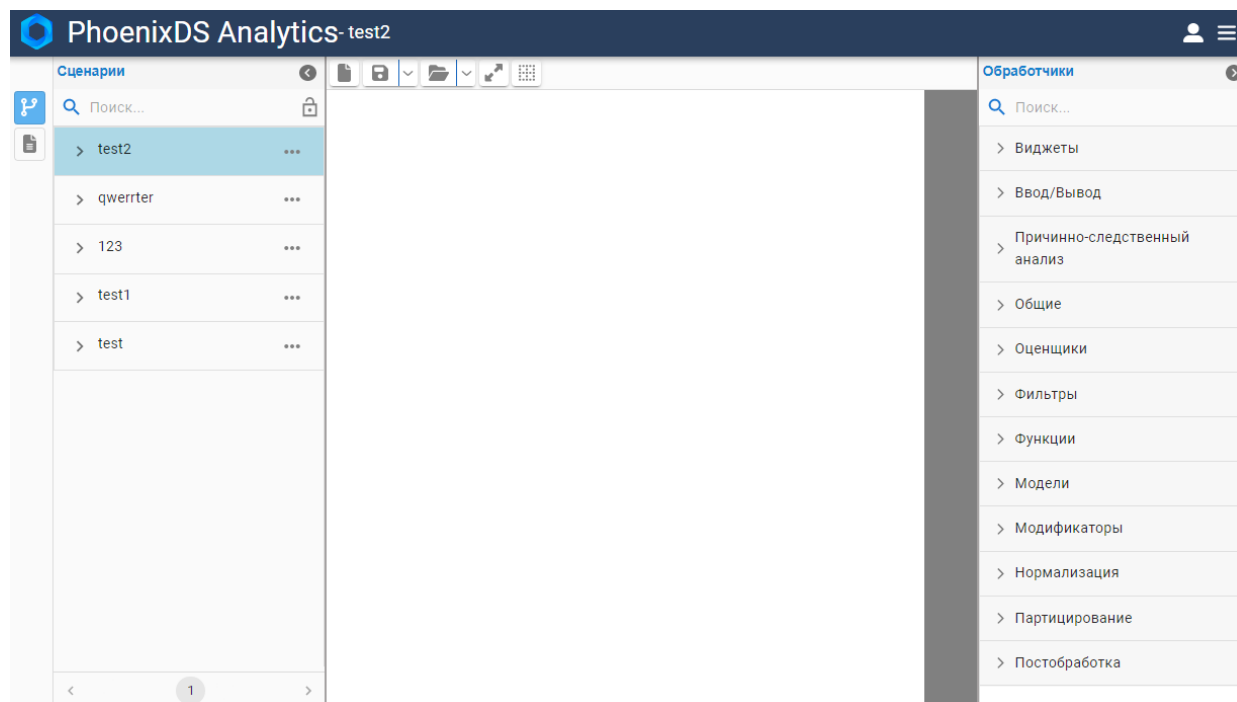 PhoenixDS Analytics- test2
Сценарии
Поиск...
test2
qwerrter
123
test1
test
1
Обработчики
Поиск...
Виджеты
Ввод/Вывод
Причинно-следственный
анализ
Общие
Оценщики
Фильтры
Функции
Модели
Модификаторы
Нормализация
Партицирование
Постобработка